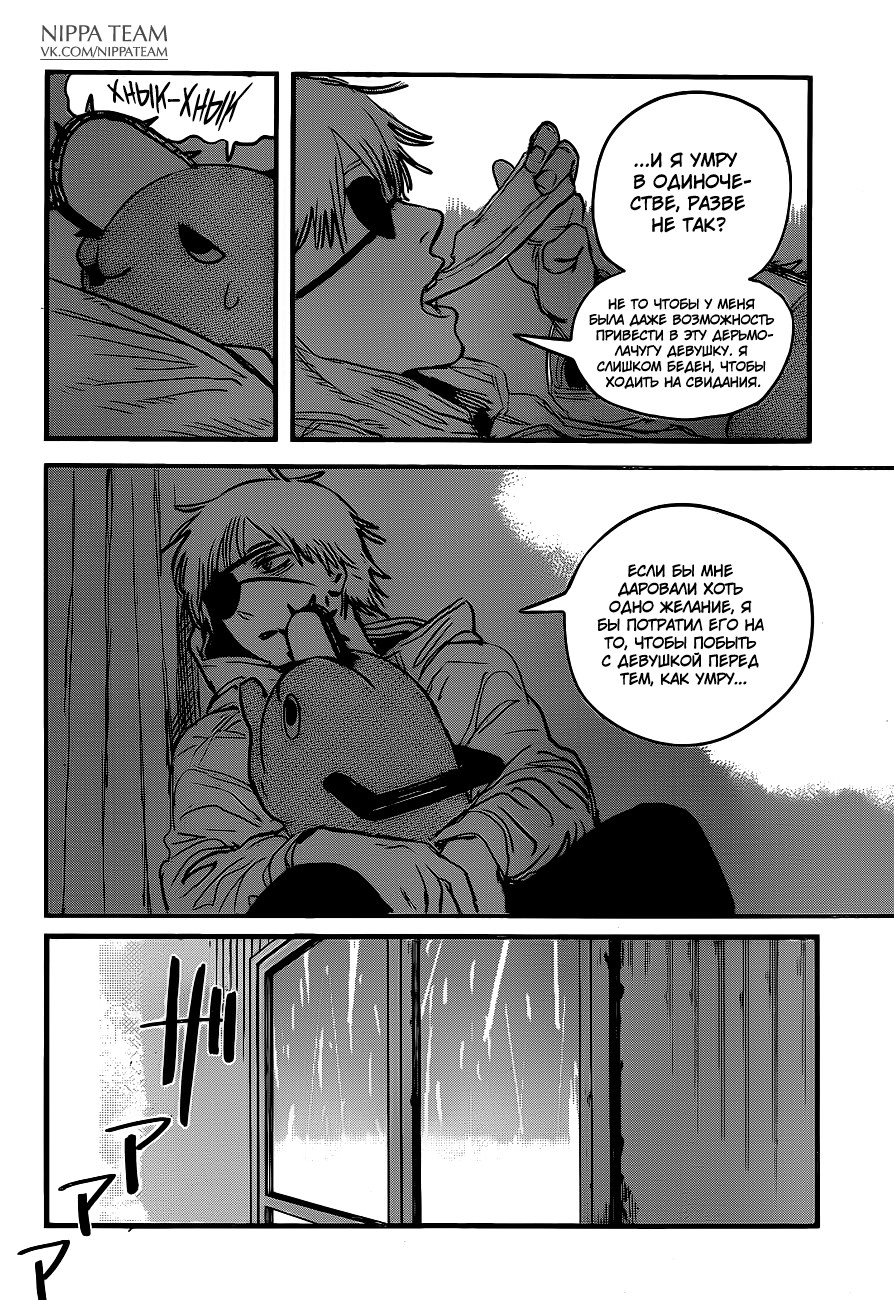 NIPPA TEAM
VK.COM/NIPPATEAM
...И Я УМРУ
В ОДИНОЧЕ-
СТВЕ, РАЗВЕ
НЕ ТАК?
НЕ ТО ЧТОБЫ У МЕНЯ
БЫЛА ДАЖЕ ВОЗМОЖНОСТЬ
ПРИВЕСТИ В ЭТУ ДЕРЬМО-
ЛАЧУГУ ДЕВУШКУ. Я
СЛИШКОМ БЕДЕН, ЧТОБЫ
ХОДИТЬ НА СВИДАНИЯ.
ХНЫК-ХНЫК
ЕСЛИ БЫ МНЕ
ДАРОВАЛИ ХОТЬ
ОДНО ЖЕЛАНИЕ, Я
БЫ ПОТРАТИЛ ЕГО НА
ТО, ЧТОБЫ ПОБЫТЬ
С ДЕВУШКОЙ ПЕРЕД
ТЕМ, КАК УМРУ...